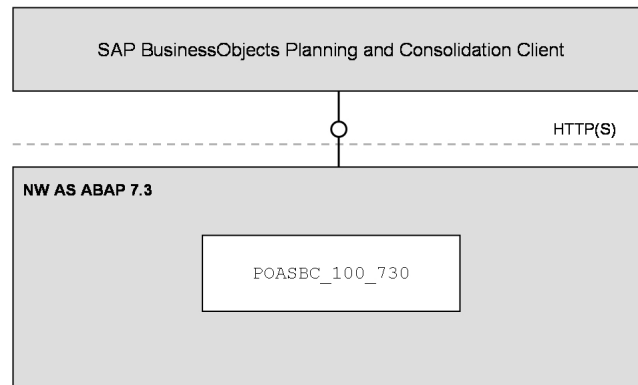 SAP BusinessObjects Planning and Consolidation Client
HTTP(S)
NW AS ABAP 7.3
POASBC_100_730